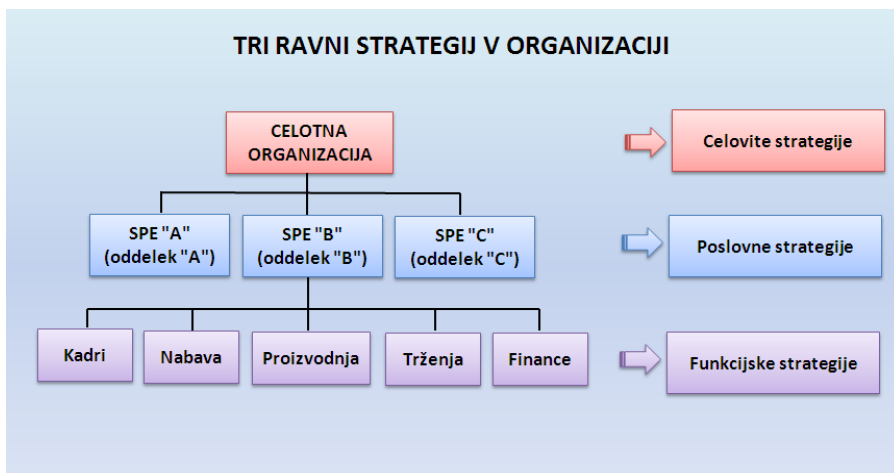 TRI RAVNI STRATEGIJ V ORGANIZACIJI
CELOTNA
ORGANIZACIJA
Celovite strategije
SPE "A"
(oddelek "A")
SPE "B"
(oddelek "B")
SPE "C"
(oddelek "C")
Poslovne strategije
Kadri
Nabava
Proizvodnja
Trženja
Finance
Funkcijske strategije